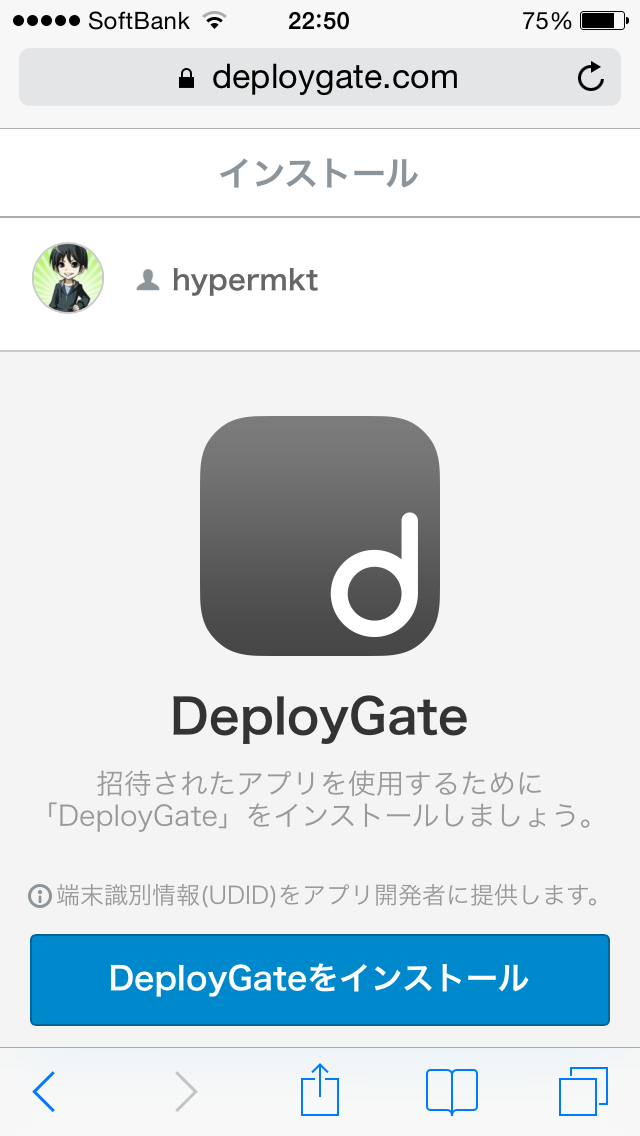 SoftBank 22:50 75%
deploygate.com
インストール
hypermkt
d
DeployGate
招待されたアプリを使用するために
「DeployGate」をインストールしましょう。
端末識別情報(UDID)をアプリ開発者に提供します。
DeployGateをインストール